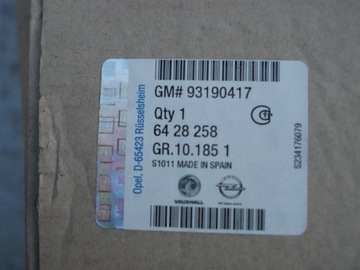 Opel, D-65423 Rüsselsheim
GM# 93190417
Qty 1
64 28 258
GR.10.185 1
S1011 MADE IN SPAIN
VAUXHALL
S234176079